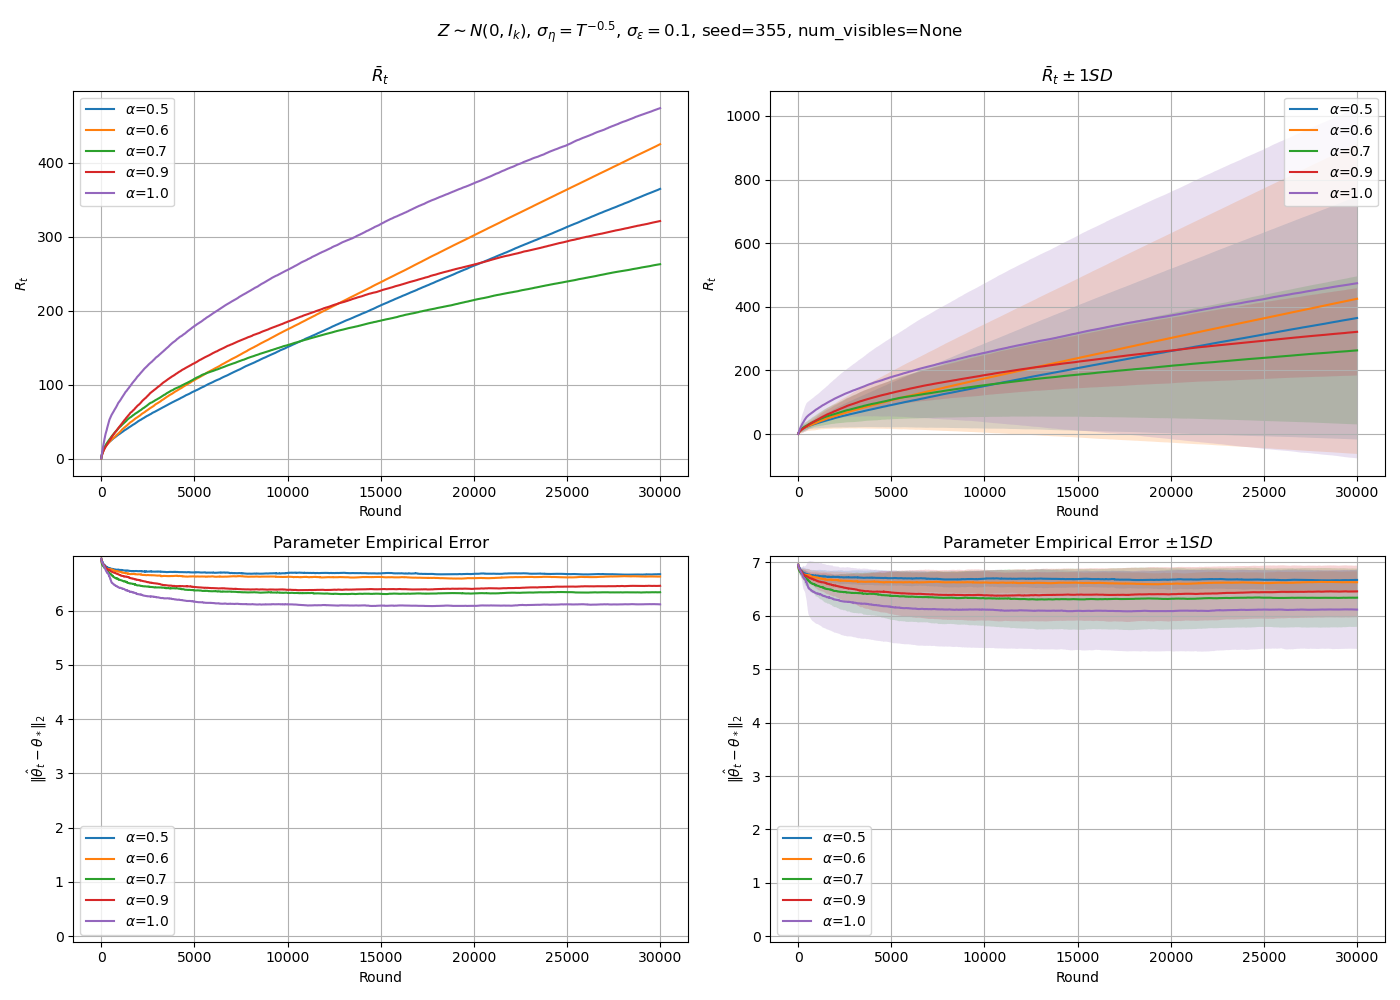 Z ∼ N(0, I_k), σ_η = T^{−0.5}, σ_ε = 0.1, seed=355, num_visibles=None
R̄_t
R_t
400
300
200
100
0
α=0.5
α=0.6
α=0.7
α=0.9
α=1.0
0 5000 10000 15000 20000 25000 30000
Round
R̄_t ± 1SD
R_t
1000
800
600
400
200
0
α=0.5
α=0.6
α=0.7
α=0.9
α=1.0
0 5000 10000 15000 20000 25000 30000
Round
Parameter Empirical Error
‖θ̂_t − θ_*‖_2
6
5
4
3
2
1
0
α=0.5
α=0.6
α=0.7
α=0.9
α=1.0
0 5000 10000 15000 20000 25000 30000
Round
Parameter Empirical Error ±1SD
‖θ̂_t − θ_*‖_2
7
6
5
4
3
2
1
0
α=0.5
α=0.6
α=0.7
α=0.9
α=1.0
0 5000 10000 15000 20000 25000 30000
Round